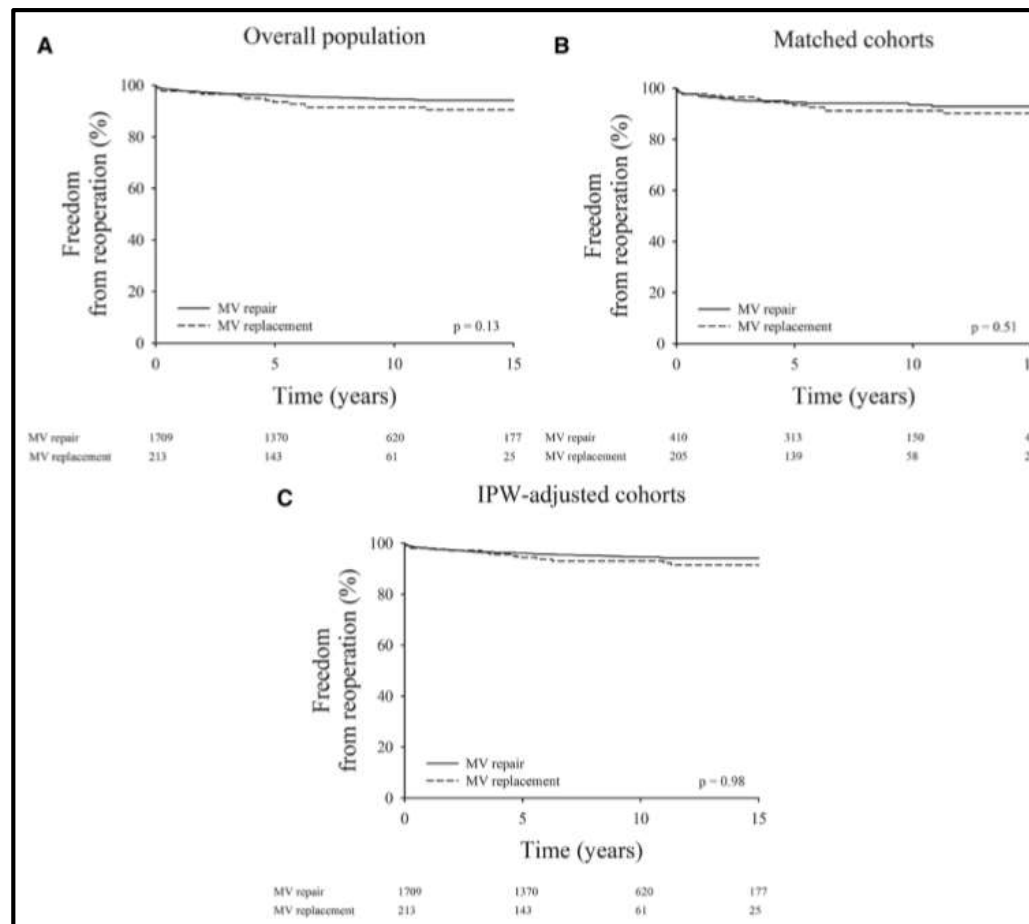 A
Overall population
Freedom
from reoperation (%)
100
80
60
40
20
0
MV repair
MV replacement
p = 0.13
0 5 10 15
Time (years)
MV repair 1709 1370 620 177
MV replacement 213 143 61 25
B
Matched cohorts
Freedom
from reoperation (%)
100
80
60
40
20
0
MV repair
MV replacement
p = 0.51
0 5 10 1
Time (years)
MV repair 410 313 150 4
MV replacement 205 139 58 2
C
IPW-adjusted cohorts
Freedom
from reoperation (%)
100
80
60
40
20
0
MV repair
MV replacement
p = 0.98
0 5 10 15
Time (years)
MV repair 1709 1370 620 177
MV replacement 213 143 61 25